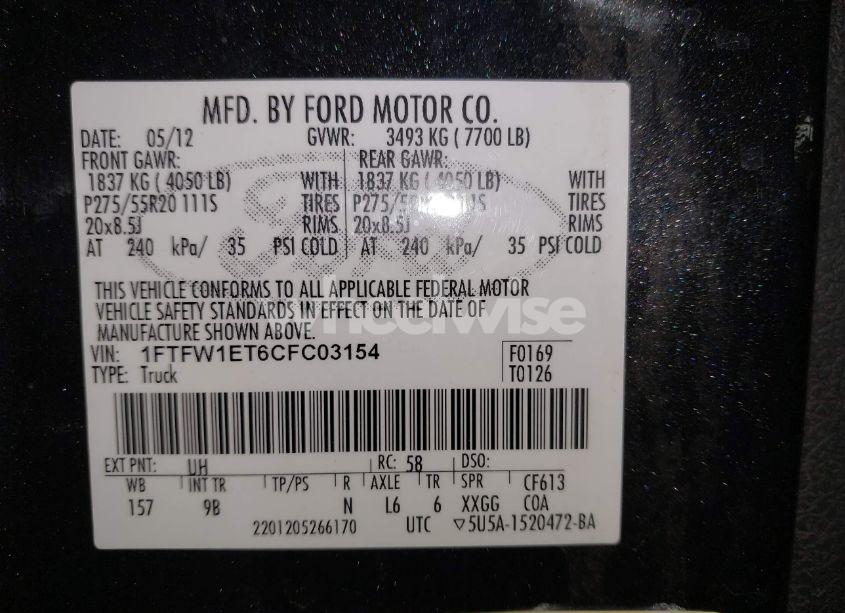 MFD. BY FORD MOTOR CO.
DATE: 05/12 GVWR: 3493 KG ( 7700 LB)
FRONT GAWR: REAR GAWR:
1837 KG ( 4050 LB) WITH 1837 KG ( 4050 LB) WITH
P275/55R20 111S TIRES P275/ 111S TIRES
20x8.5J RIMS 20x8.5J RIMS
AT 240 kPa/ 35 PSI COLD AT 240 kPa/ 35 PSI COLD
THIS VEHICLE CONFORMS TO ALL APPLICABLE FEDERAL MOTOR
VEHICLE SAFETY STANDARDS IN EFFECT ON THE DATE OF
MANUFACTURE SHOWN ABOVE.
wheelwise
VIN: 1FTFW1ET6CFC03154 F0169
TYPE: Truck T0126
EXT PNT: UH RC: 58 DSO:
WB INT TR TP/PS R AXLE TR SPR CF613
157 9B N L6 6 XXGG COA
2201205266170 UTC ▽5U5A-1520472-BA